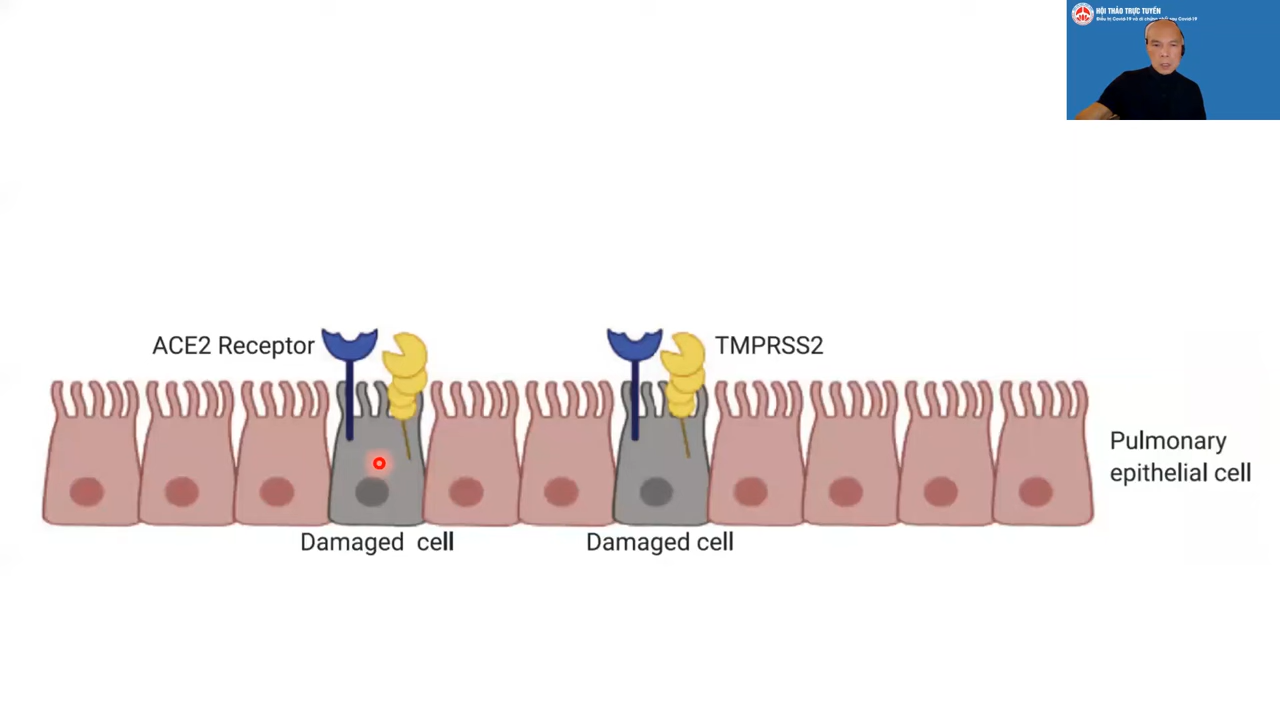 HỘI THẢO TRỰC TUYẾN
ACE2 Receptor
TMPRSS2
Pulmonary
epithelial cell
Damaged cell
Damaged cell